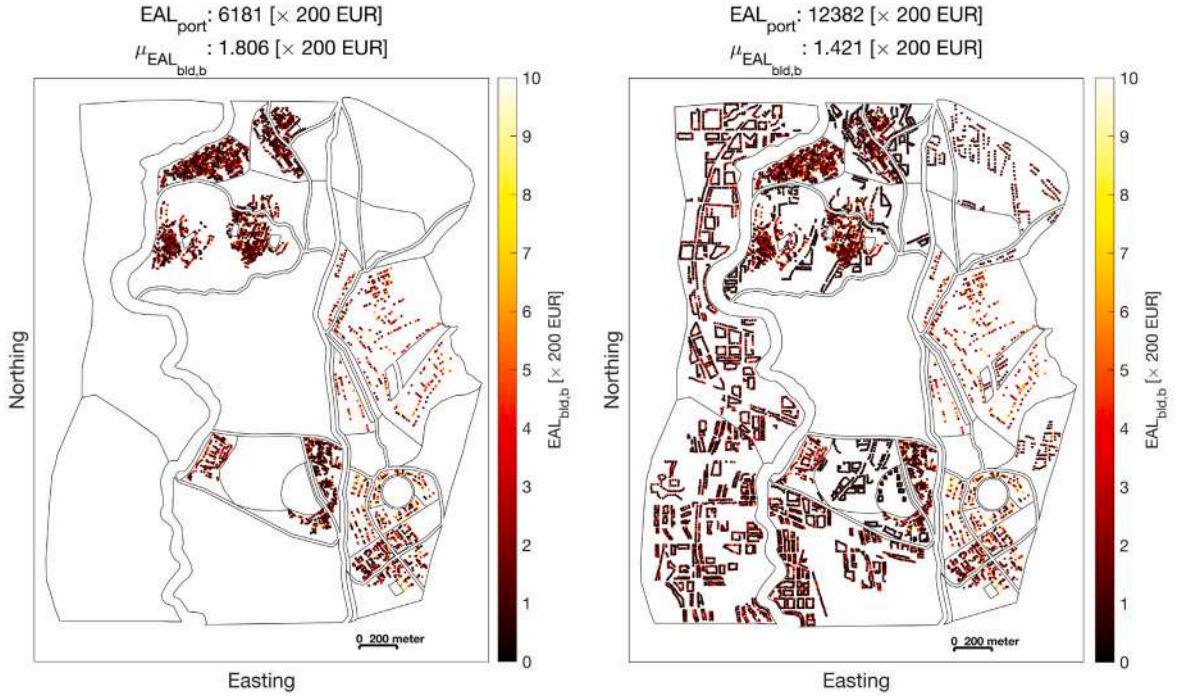 EAL_port: 6181 [× 200 EUR]
μ_EAL_bld,b : 1.806 [× 200 EUR]
10
9
8
7
6
5
4
3
2
1
0
EAL_bld,b [× 200 EUR]
Northing
0 200 meter
Easting
EAL_port: 12382 [× 200 EUR]
μ_EAL_bld,b : 1.421 [× 200 EUR]
10
9
8
7
6
5
4
3
2
1
0
EAL_bld,b [× 200 EUR]
Northing
0 200 meter
Easting